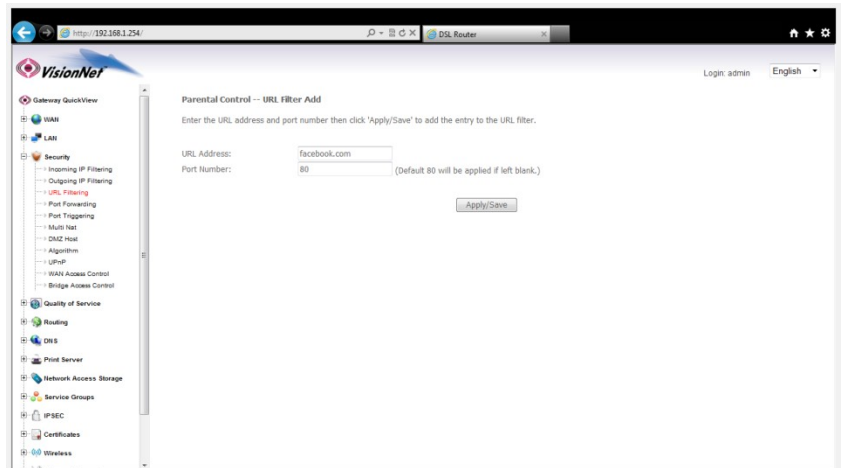 http://192.168.1.254/
DSL Router
VisionNet
Login: admin
English
Gateway QuickView
WAN
LAN
Security
Incoming IP Filtering
Outgoing IP Filtering
URL Filtering
Port Forwarding
Port Triggering
Multi Nat
DMZ Host
Algorithm
UPnP
WAN Access Control
Bridge Access Control
Quality of Service
Routing
DNS
Print Server
Network Access Storage
Service Groups
IPSEC
Certificates
Wireless
Parental Control -- URL Filter Add
Enter the URL address and port number then click 'Apply/Save' to add the entry to the URL filter.
URL Address: facebook.com
Port Number: 80 (Default 80 will be applied if left blank.)
Apply/Save